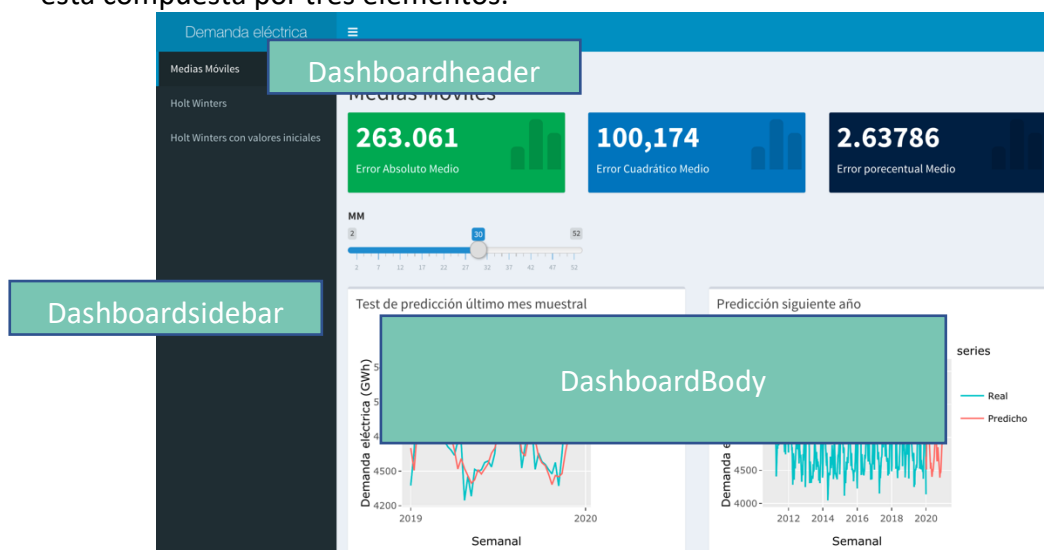 está compuesta por tres elementos:
Demanda eléctrica
Medias Móviles
Dashboardheader
Medias Móviles
Holt Winters
Holt Winters con valores iniciales
263.061
Error Absoluto Medio
100,174
Error Cuadrático Medio
2.63786
Error porecentual Medio
MM
2 30 52
2 7 12 17 22 27 32 37 42 47 52
Dashboardsidebar
Test de predicción último mes muestral
Predicción siguiente año
DashboardBody
series
Real
Predicho
Demanda eléctrica (GWh)
4500
4200
2019 2020
Semanal
4500
4000
2012 2014 2016 2018 2020
Semanal